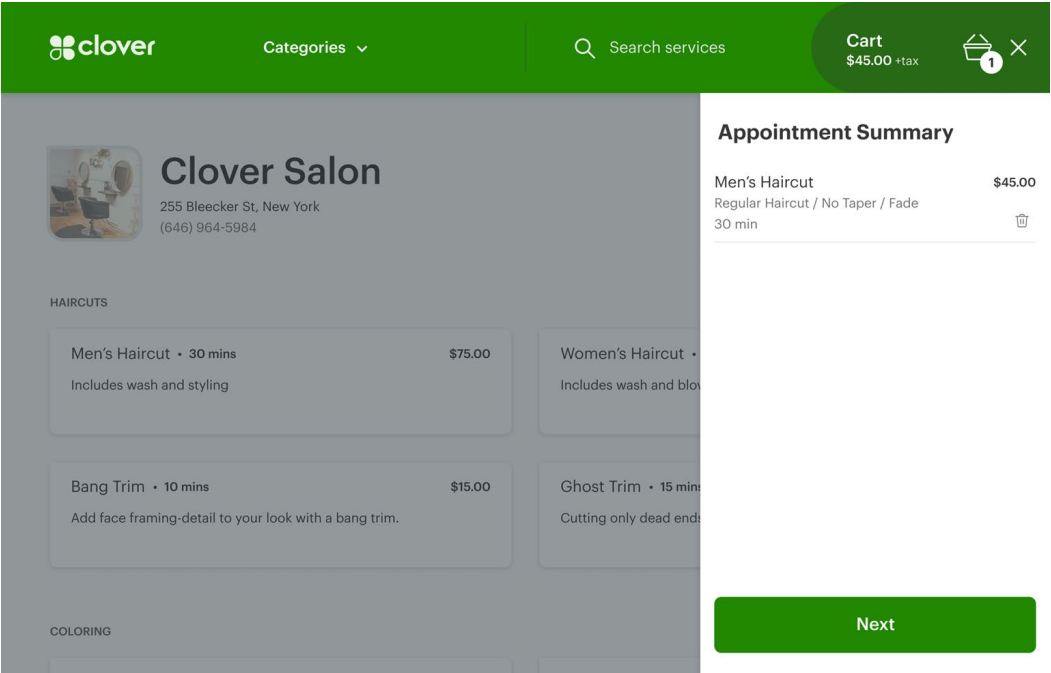 clover
Categories
Search services
Cart
$45.00 +tax
1
Clover Salon
255 Bleecker St, New York
(646) 964-5984
HAIRCUTS
Men's Haircut • 30 mins $75.00
Includes wash and styling
Women's Haircut •
Includes wash and
Bang Trim • 10 mins $15.00
Add face framing-detail to your look with a bang trim.
Ghost Trim • 15 mins
Cutting only dead ends
COLORING
Appointment Summary
Men's Haircut $45.00
Regular Haircut / No Taper / Fade
30 min
Next